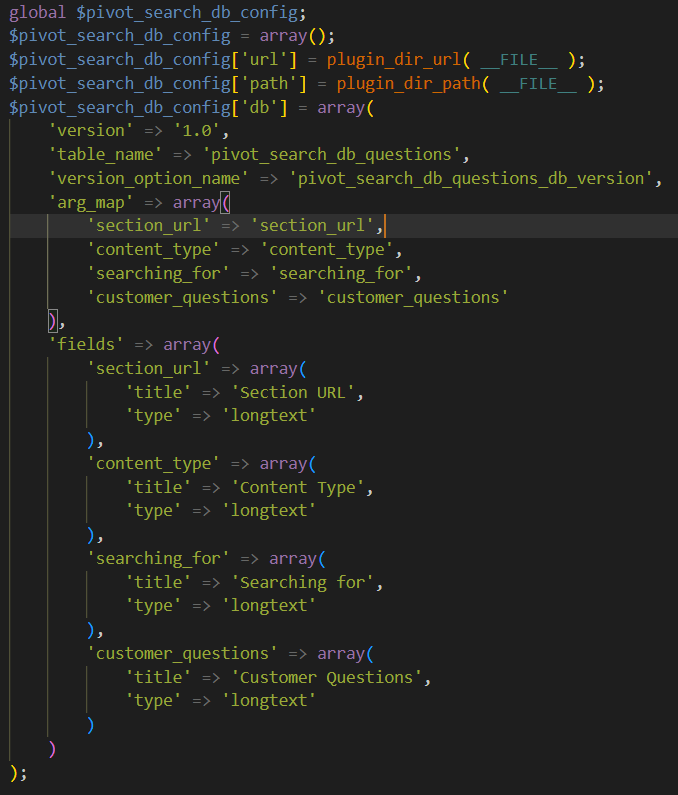 global $pivot_search_db_config;
$pivot_search_db_config = array();
$pivot_search_db_config['url'] = plugin_dir_url( __FILE__ );
$pivot_search_db_config['path'] = plugin_dir_path( __FILE__ );
$pivot_search_db_config['db'] = array(
    'version' => '1.0',
    'table_name' => 'pivot_search_db_questions',
    'version_option_name' => 'pivot_search_db_questions_db_version',
    'arg_map' => array(
        'section_url' => 'section_url',
        'content_type' => 'content_type',
        'searching_for' => 'searching_for',
        'customer_questions' => 'customer_questions'
    ),
    'fields' => array(
        'section_url' => array(
            'title' => 'Section URL',
            'type' => 'longtext'
        ),
        'content_type' => array(
            'title' => 'Content Type',
            'type' => 'longtext'
        ),
        'searching_for' => array(
            'title' => 'Searching for',
            'type' => 'longtext'
        ),
        'customer_questions' => array(
            'title' => 'Customer Questions',
            'type' => 'longtext'
        )
    )
);